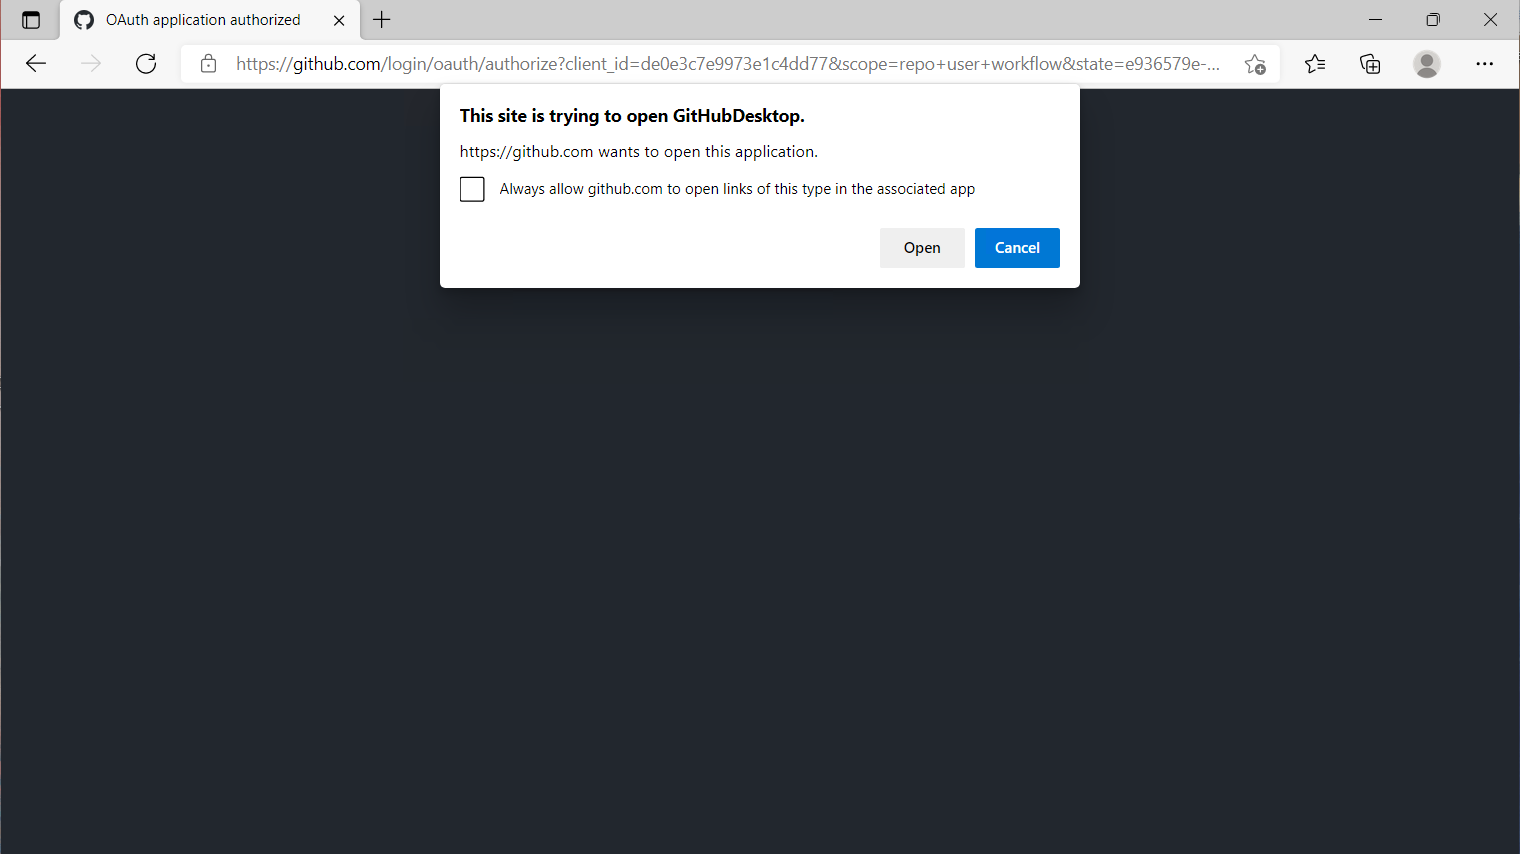 OAuth application authorized
https://github.com/login/oauth/authorize?client_id=de0e3c7e9973e1c4dd77&scope=repo+user+workflow&state=e936579e-...
This site is trying to open GitHubDesktop.
https://github.com wants to open this application.
Always allow github.com to open links of this type in the associated app
Open Cancel